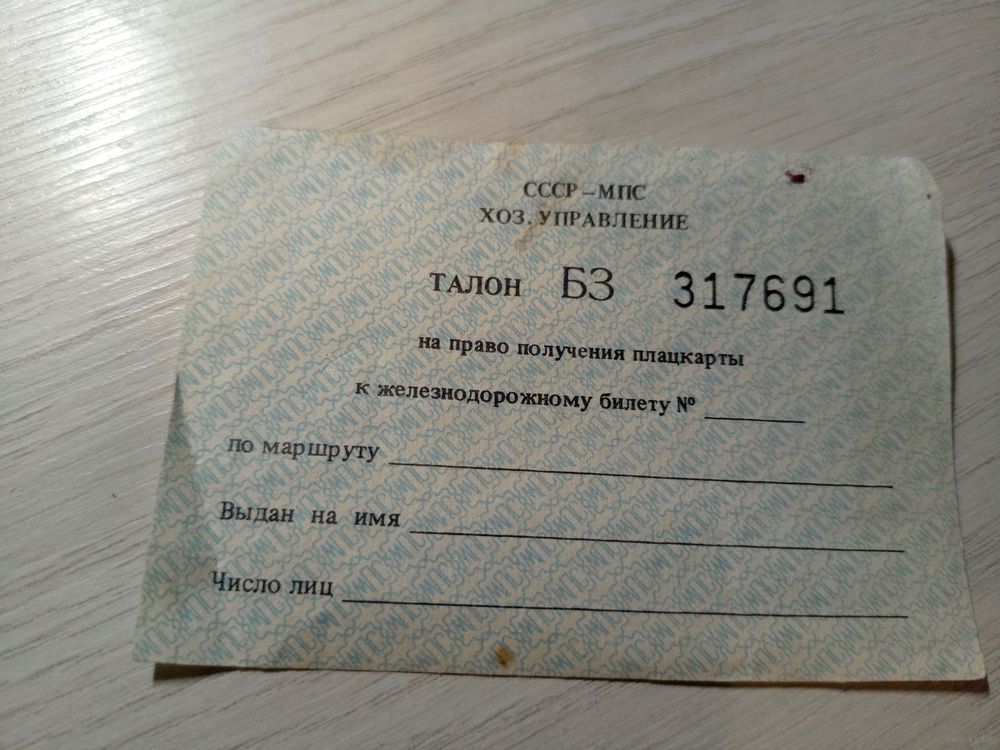 СССР – МПС
ХОЗ. УПРАВЛЕНИЕ
ТАЛОН БЗ 317691
на право получения плацкарты
к железнодорожному билету №
по маршруту
Выдан на имя
Число лиц